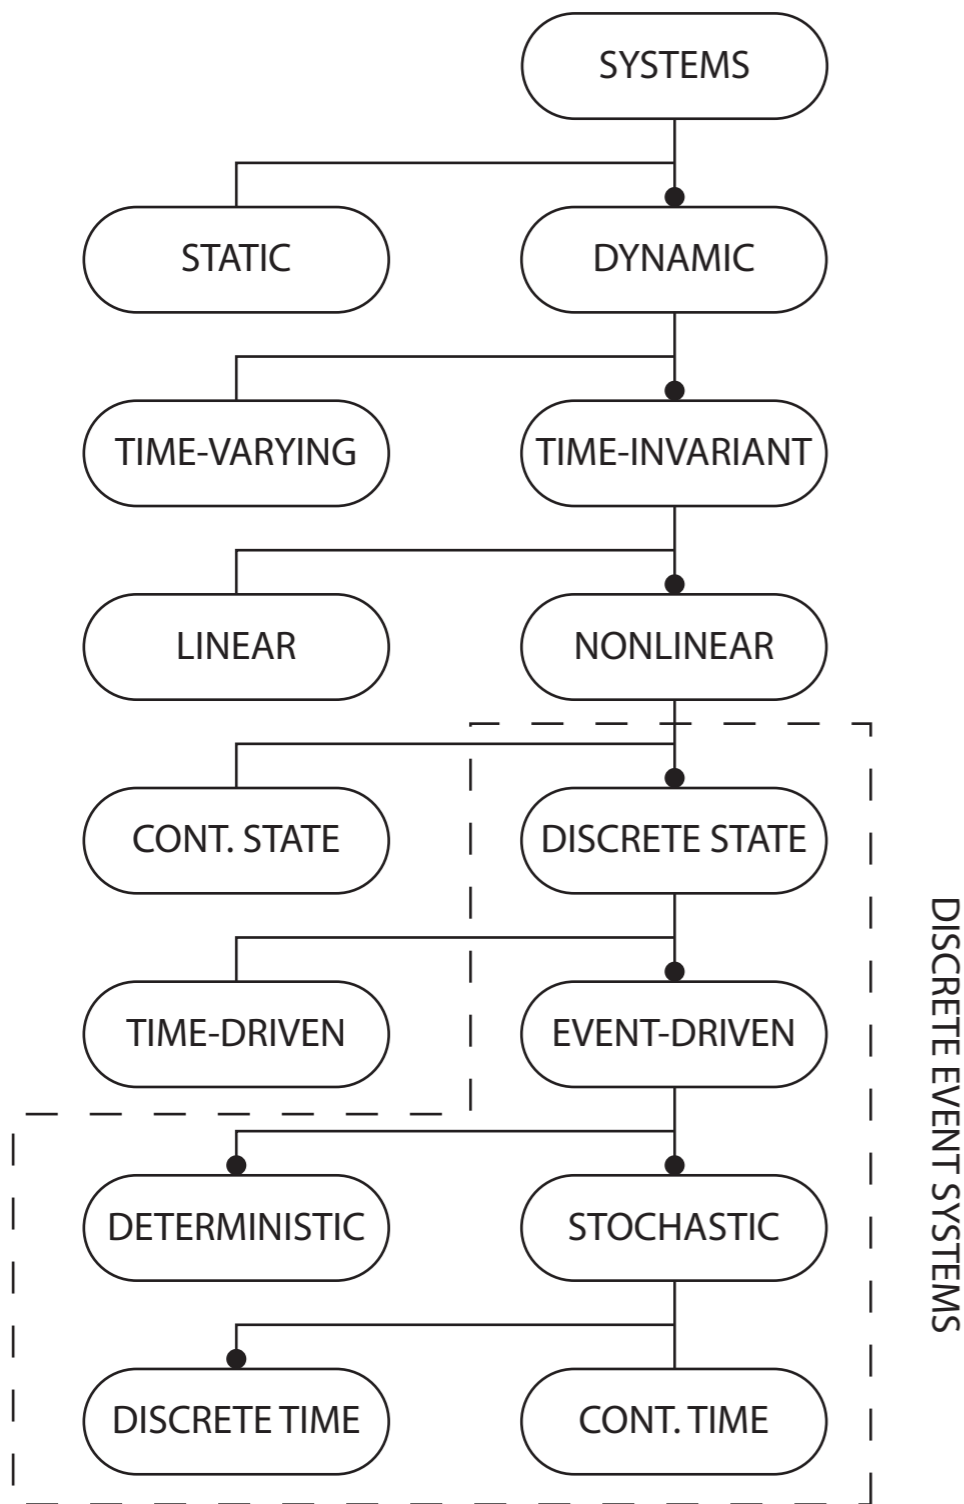 SYSTEMS
STATIC
DYNAMIC
TIME-VARYING
TIME-INVARIANT
LINEAR
NONLINEAR
CONT. STATE
DISCRETE STATE
TIME-DRIVEN
EVENT-DRIVEN
DETERMINISTIC
STOCHASTIC
DISCRETE TIME
CONT. TIME
DISCRETE EVENT SYSTEMS